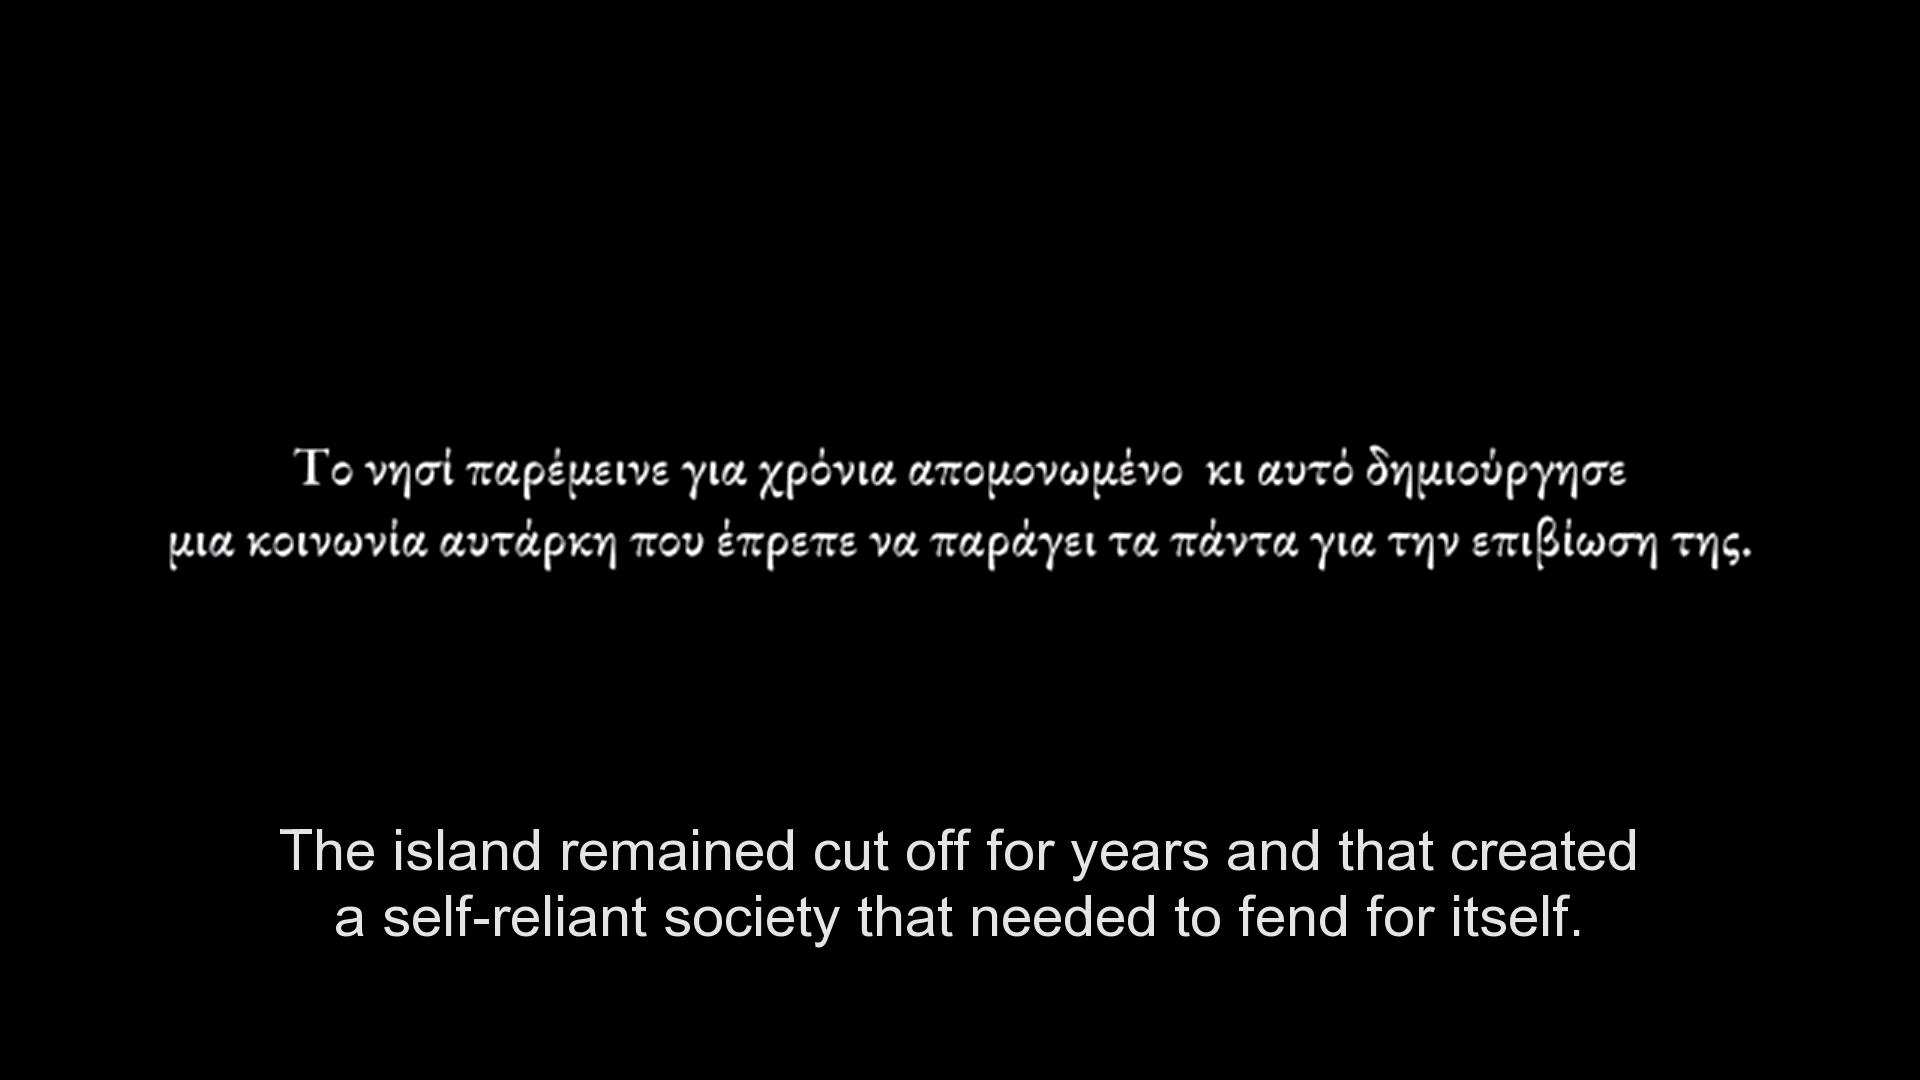 Το νησί παρέμεινε για χρόνια απομονωμένο  κι αυτό δημιούργησε
μια κοινωνία αυτάρκη που έπρεπε να παράγει τα πάντα για την επιβίωση της.
The island remained cut off for years and that created
a self-reliant society that needed to fend for itself.